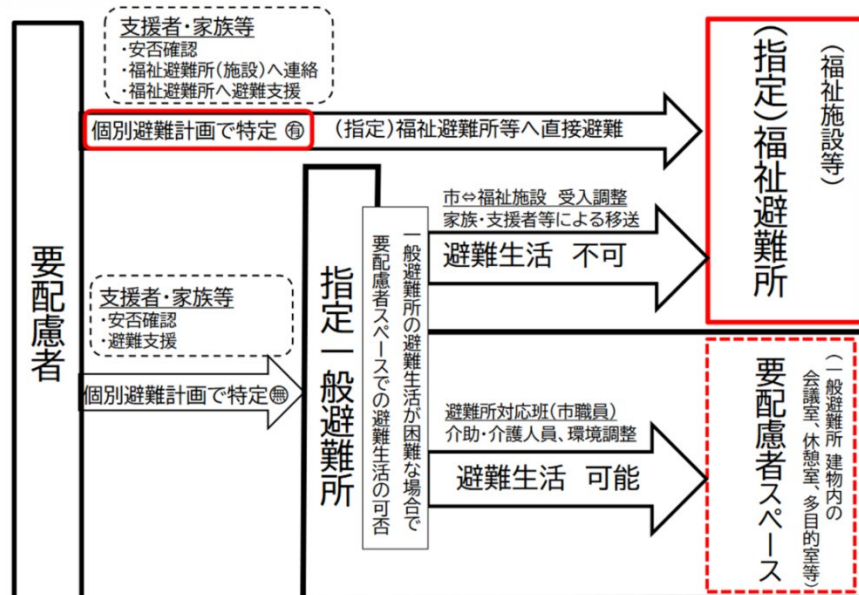 要配慮者
支援者・家族等
・安否確認
・福祉避難所(施設)へ連絡
・福祉避難所へ避難支援
個別避難計画で特定 ㊒
(指定)福祉避難所等へ直接避難
支援者・家族等
・安否確認
・避難支援
個別避難計画で特定㊓
指定一般避難所
一般避難所の避難生活が困難な場合で
要配慮者スペースでの避難生活の可否
市⇔福祉施設 受入調整
家族・支援者等による移送
避難生活 不可
避難所対応班(市職員)
介助・介護人員、環境調整
避難生活 可能
(福祉施設等)
(指定)福祉避難所
(一般避難所 建物内の
会議室、休憩室、多目的室等)
要配慮者スペース